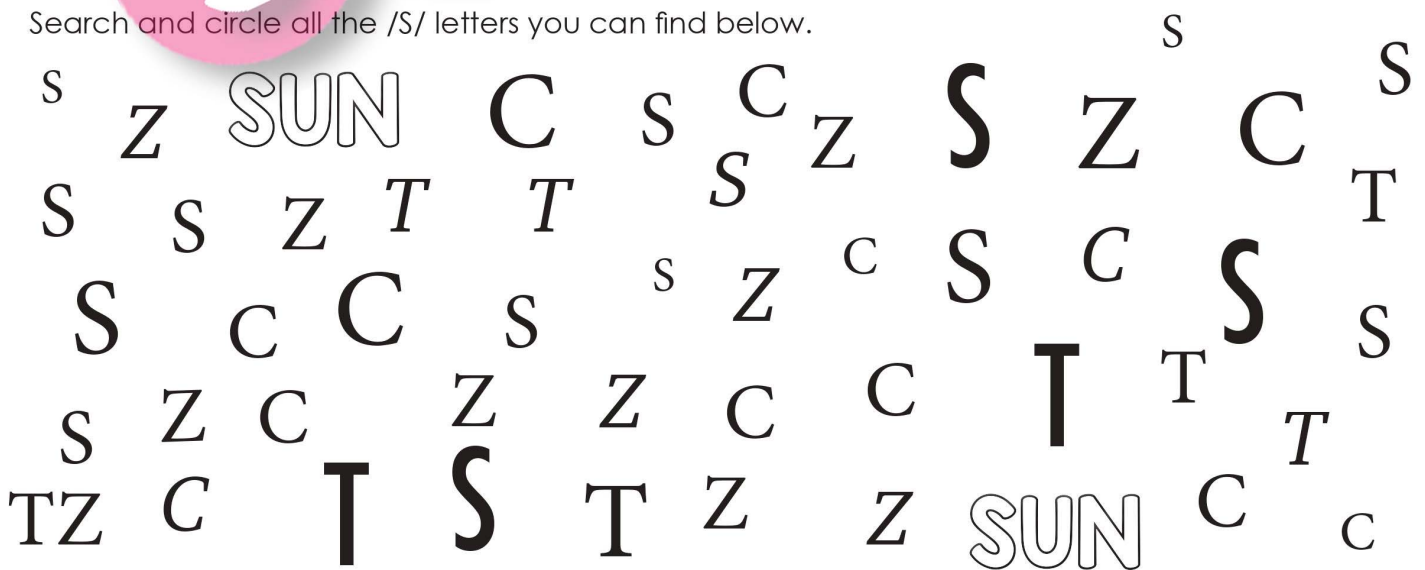 Search and circle all the /S/ letters you can find below.
S
S Z SUN C S C Z S Z C S
S S Z T T S T
S C C S S Z C S C S S
S Z C Z Z C C T T T
TZ C T S T Z Z SUN C C